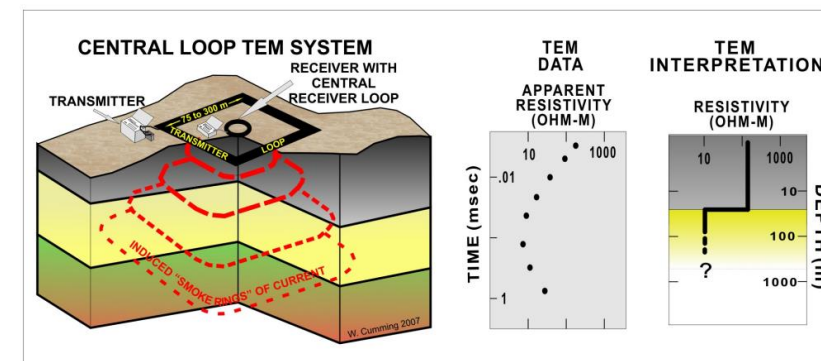 CENTRAL LOOP TEM SYSTEM
RECEIVER WITH
CENTRAL
RECEIVER LOOP
TRANSMITTER
75 to 300 m
TRANSMITTER
LOOP
INDUCED "SMOKE RINGS" OF CURRENT
W. Cumming 2007
TEM
DATA
APPARENT
RESISTIVITY
(OHM-M)
10 1000
TIME (msec)
.01
1
TEM
INTERPRETATION
RESISTIVITY
(OHM-M)
10 1000
10
100
1000
DEPTH (m)
?